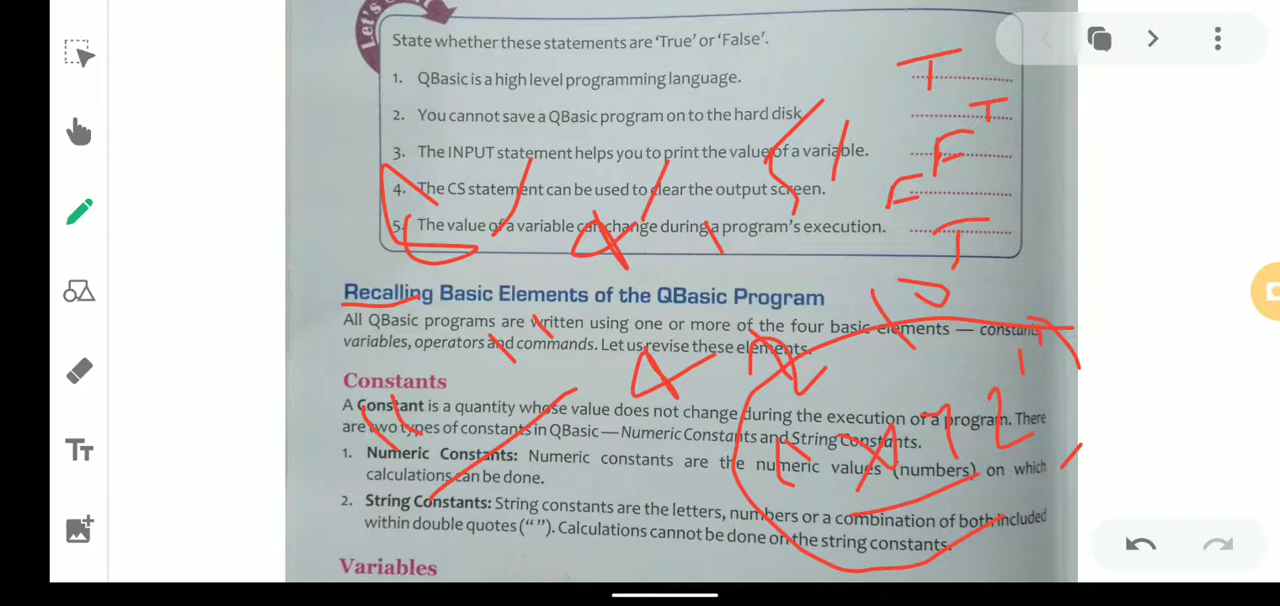 Let's
State whether these statements are 'True' or 'False'.
1. QBasic is a high level programming language. T
2. You cannot save a QBasic program on to the hard disk. T
3. The INPUT statement helps you to print the value of a variable. F
4. The CS statement can be used to clear the output screen. F
5. The value of a variable can change during a program's execution. T
Recalling Basic Elements of the QBasic Program
All QBasic programs are written using one or more of the four basic elements — constants,
variables, operators and commands. Let us revise these elements.
Constants
A Constant is a quantity whose value does not change during the execution of a program. There
are two types of constants in QBasic — Numeric Constants and String Constants.
1. Numeric Constants: Numeric constants are the numeric values (numbers) on which
calculations can be done.
2. String Constants: String constants are the letters, numbers or a combination of both included
within double quotes (" "). Calculations cannot be done on the string constants.
Variables
TT